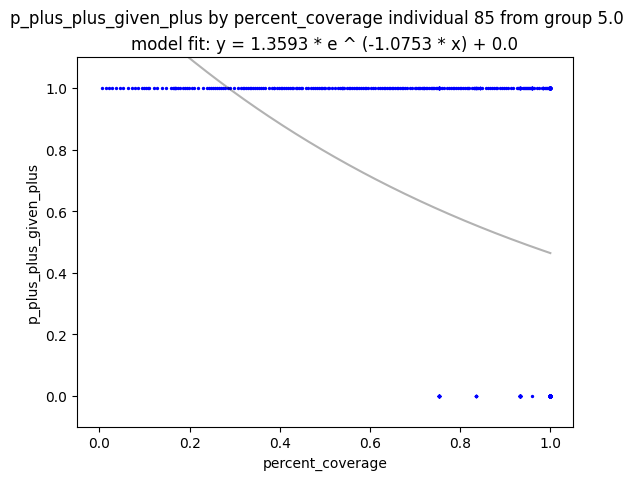 p_plus_plus_given_plus by percent_coverage individual 85 from group 5.0
model fit: y = 1.3593 * e ^ (-1.0753 * x) + 0.0
p_plus_plus_given_plus
1.0
0.8
0.6
0.4
0.2
0.0
0.0 0.2 0.4 0.6 0.8 1.0
percent_coverage